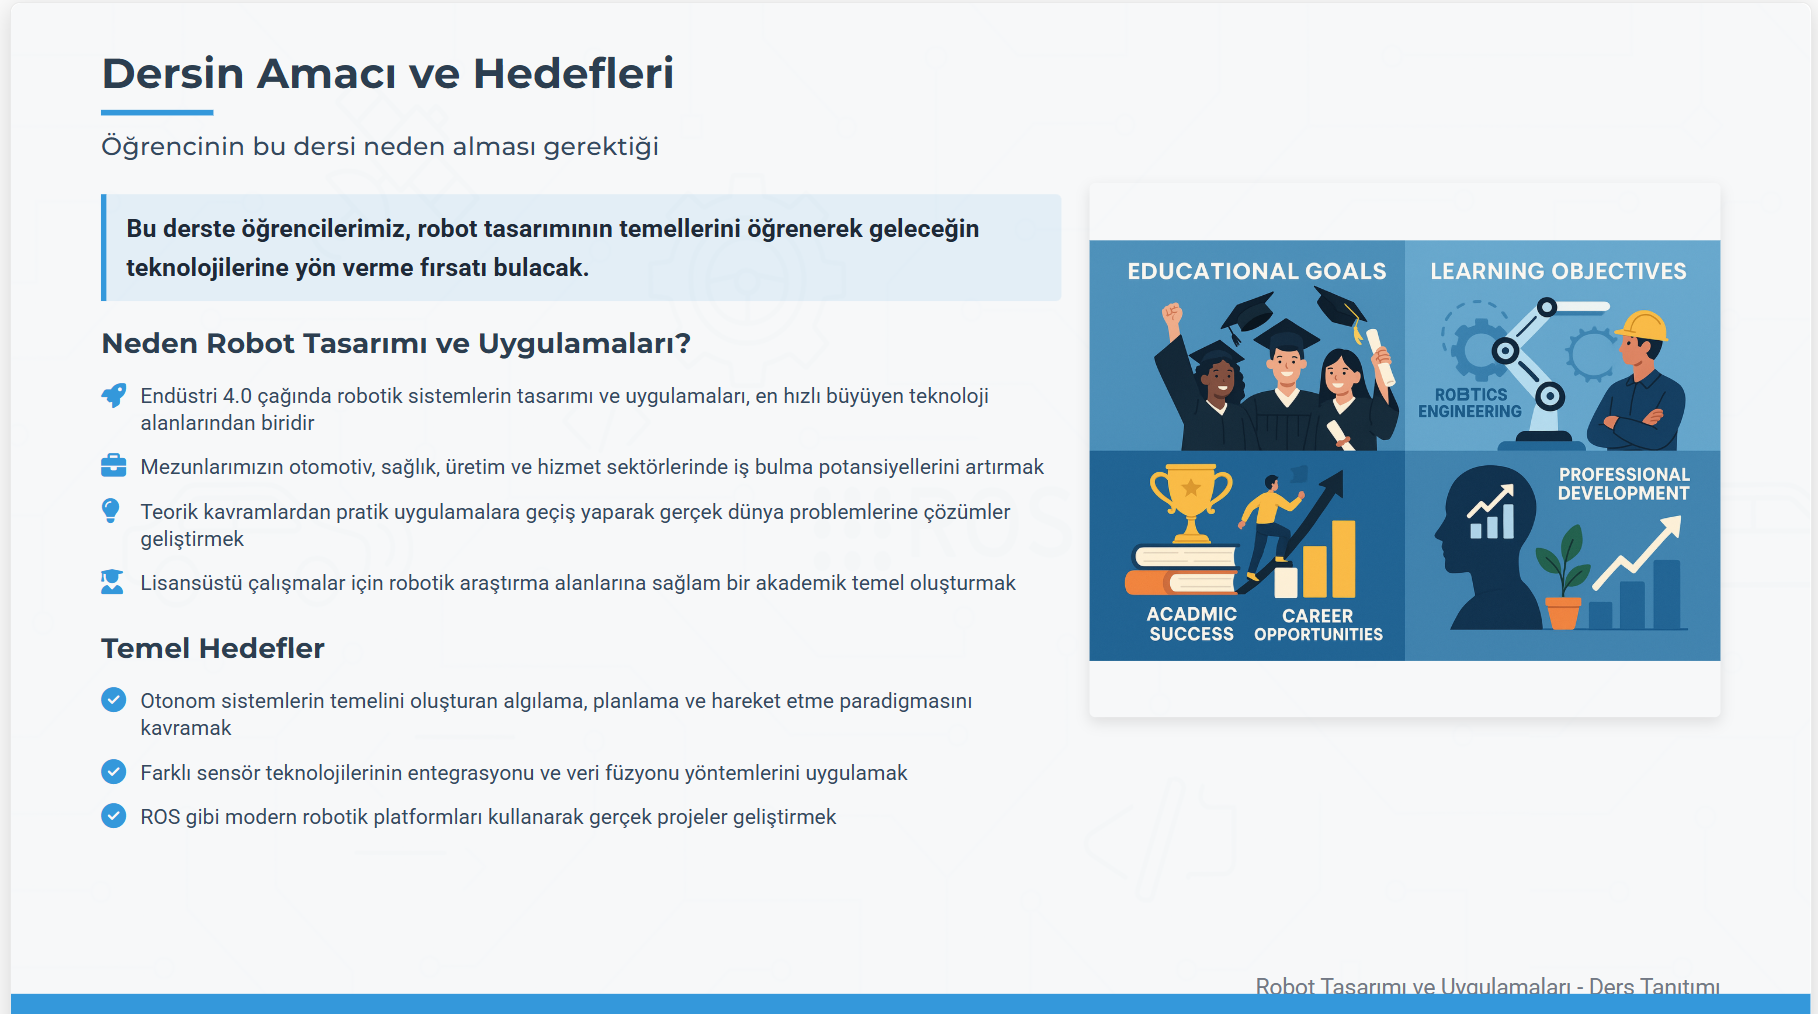 Dersin Amacı ve Hedefleri
Öğrencinin bu dersi neden alması gerektiği
Bu derste öğrencilerimiz, robot tasarımının temellerini öğrenerek geleceğin
teknolojilerine yön verme fırsatı bulacak.
Neden Robot Tasarımı ve Uygulamaları?
Endüstri 4.0 çağında robotik sistemlerin tasarımı ve uygulamaları, en hızlı büyüyen teknoloji
alanlarından biridir
Mezunlarımızın otomotiv, sağlık, üretim ve hizmet sektörlerinde iş bulma potansiyellerini artırmak
Teorik kavramlardan pratik uygulamalara geçiş yaparak gerçek dünya problemlerine çözümler
geliştirmek
Lisansüstü çalışmalar için robotik araştırma alanlarına sağlam bir akademik temel oluşturmak
Temel Hedefler
Otonom sistemlerin temelini oluşturan algılama, planlama ve hareket etme paradigmasını
kavramak
Farklı sensör teknolojilerinin entegrasyonu ve veri füzyonu yöntemlerini uygulamak
ROS gibi modern robotik platformları kullanarak gerçek projeler geliştirmek
EDUCATIONAL GOALS
LEARNING OBJECTIVES
ROBTICS
ENGINEERING
ACADMIC
SUCCESS
CAREER
OPPORTUNITIES
PROFESSIONAL
DEVELOPMENT
ROS
Robot Tasarımı ve Uygulamaları - Ders Tanıtımı